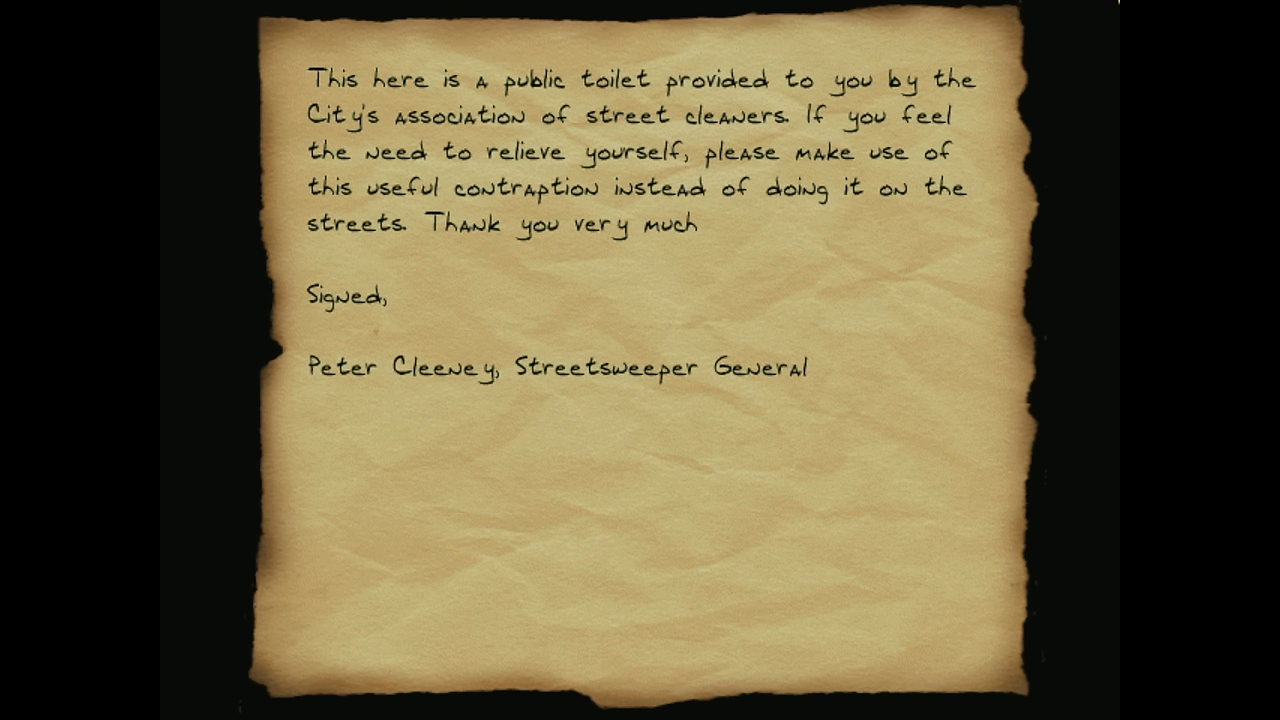 This here is a public toilet provided to you by the
City's association of street cleaners. If you feel
the need to relieve yourself, please make use of
this useful contraption instead of doing it on the
streets. Thank you very much
Signed,
Peter Cleeney, Streetsweeper General